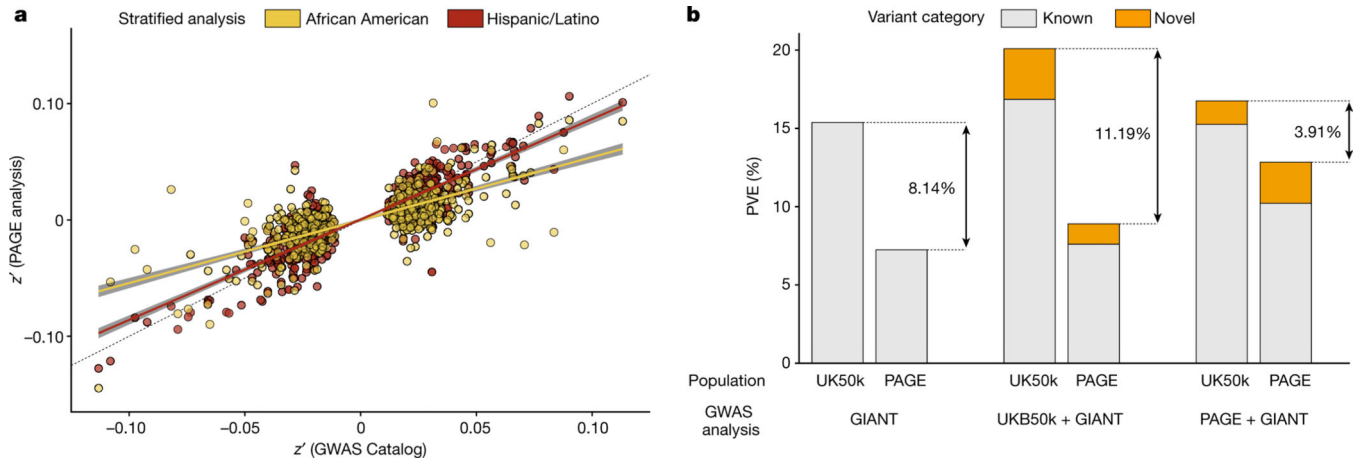 a
Stratified analysis
African American
Hispanic/Latino
z′ (PAGE analysis)
0.10
0
−0.10
−0.10
−0.05
0
0.05
0.10
z′ (GWAS Catalog)
b
Variant category
Known
Novel
PVE (%)
20
15
10
5
0
8.14%
11.19%
3.91%
Population
UK50k PAGE UK50k PAGE UK50k PAGE
GWAS
analysis
GIANT UKB50k + GIANT PAGE + GIANT